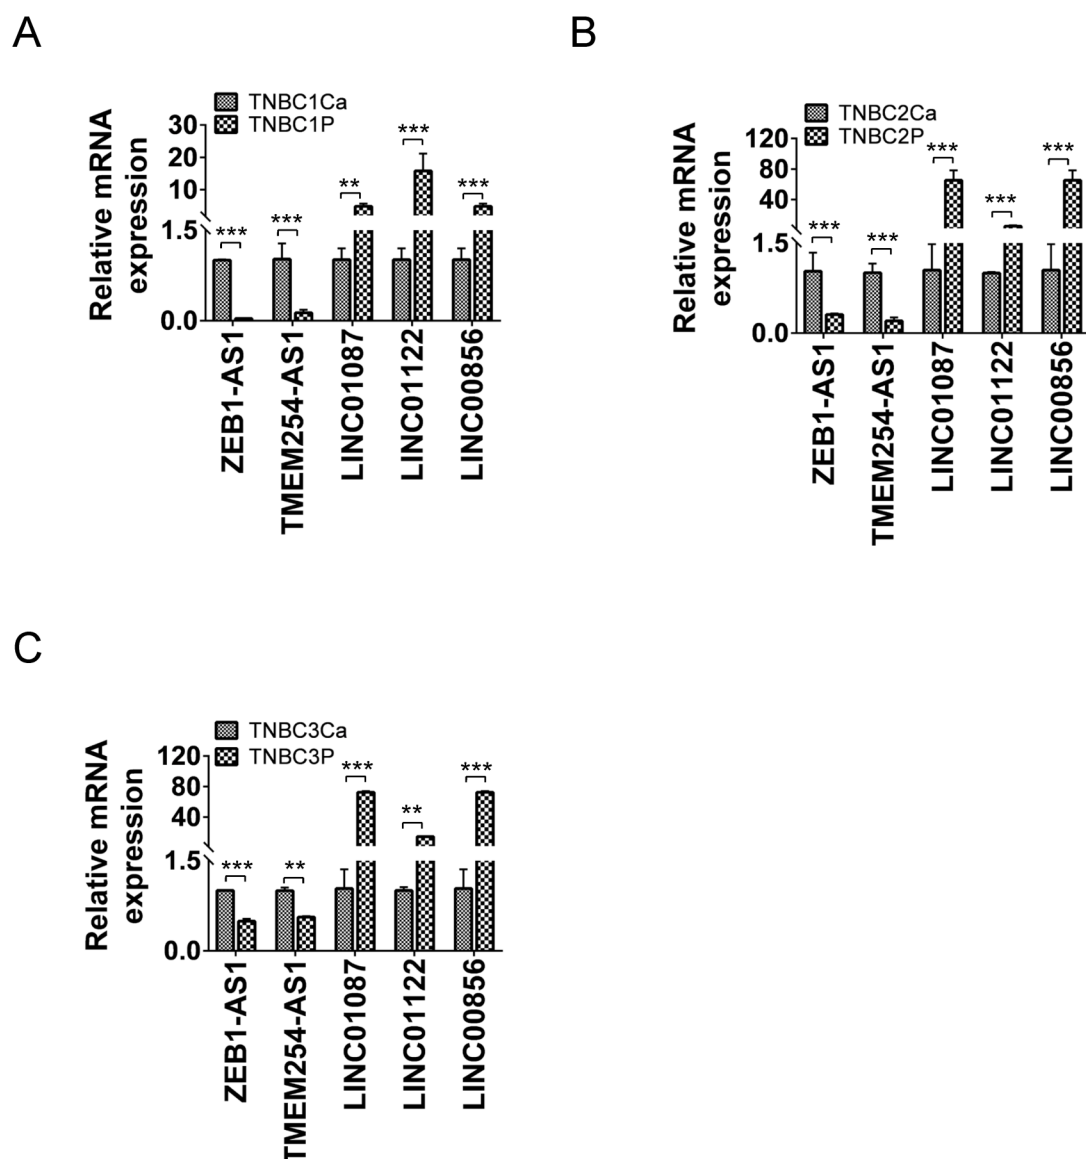 A
TNBC1Ca
TNBC1P
Relative mRNA
expression
30
20
10
1.5
0.0
***
***
**
***
***
ZEB1-AS1
TMEM254-AS1
LINC01087
LINC01122
LINC00856
B
TNBC2Ca
TNBC2P
Relative mRNA
expression
120
80
40
1.5
0.0
***
***
***
***
***
ZEB1-AS1
TMEM254-AS1
LINC01087
LINC01122
LINC00856
C
TNBC3Ca
TNBC3P
Relative mRNA
expression
120
80
40
1.5
0.0
***
**
***
**
***
ZEB1-AS1
TMEM254-AS1
LINC01087
LINC01122
LINC00856